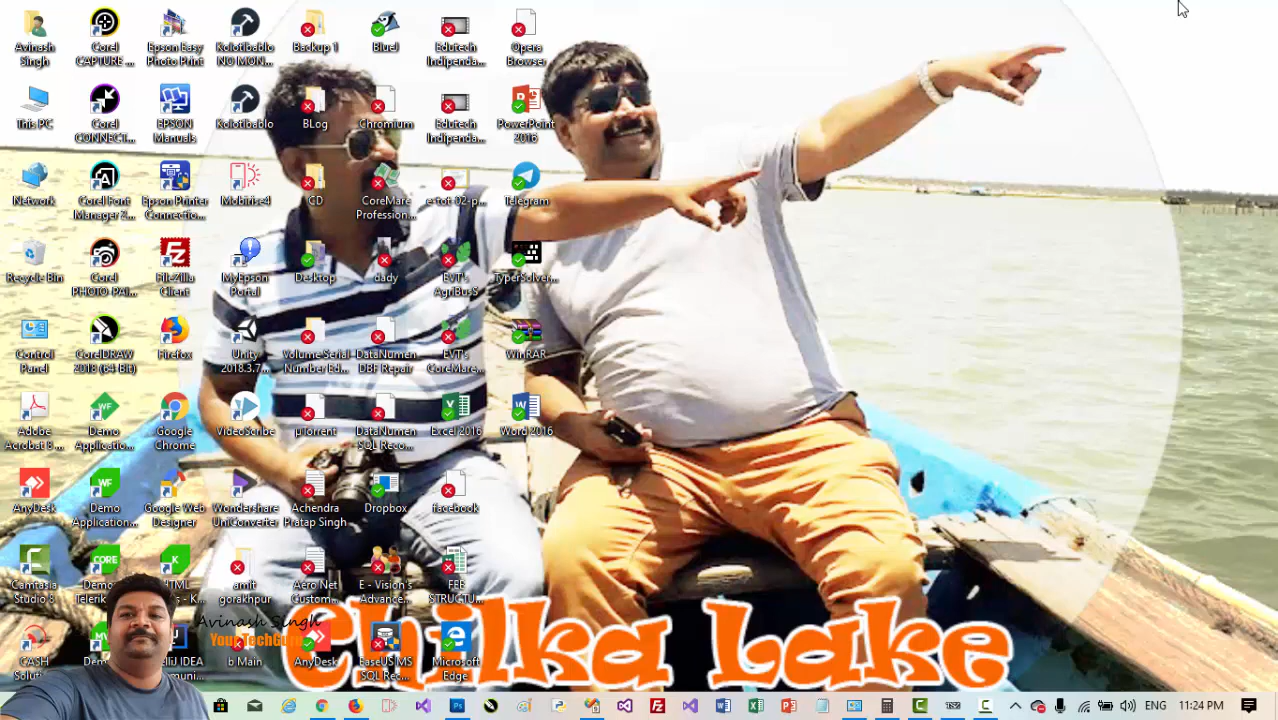 Avinash
Singh
This PC
Network
Recycle Bin
Control
Panel
Adobe
Acrobat 8 ...
AnyDesk
Camtasia
Studio 8
CASH
Corel
CAPTURE ...
Corel
CONNECT...
Corel Font
Manager 2...
Corel
PHOTO-PAI...
CorelDRAW
2018 (64-Bit)
Demo
Applicatio...
Demo
Application...
Epson Easy
Photo Print
EPSON
Manuals
Epson Printer
Connectio...
FileZilla
Client
Firefox
Google
Chrome
Google Web
Designer
Kolotibablo
NO MON...
Kolotibablo
Mobirise4
MyEpson
Portal
Unity
2018.3.7...
VideoScribe
Wondershare
UniConverter
amit
gorakhpur
b Main
Backup 1
BLog
CD
Desktop
Volume Serial
Number Ed...
µTorrent
Achendra
Pratap Singh
Aero Net
Custom...
AnyDesk
BlueJ
Chromium
CoreMare
Profession...
dady
DataNumen
DBF Repair
DataNumen
SQL Reco...
Dropbox
E - Vision's
Advance...
EaseUS MS
SQL Rec...
Edutech
Indipenda...
Edutech
Indipenda...
e-tot-02-p...
EVT's
AgriBusS
EVT's
CoreMare...
Excel 2016
facebook
FEE
STRUCTU...
Microsoft
Edge
Opera
Browser
PowerPoint
2016
Telegram
TyperSolver...
WinRAR
Word 2016
Chilka Lake
Avinash Singh
Your TechGuru
ENG
11:24 PM